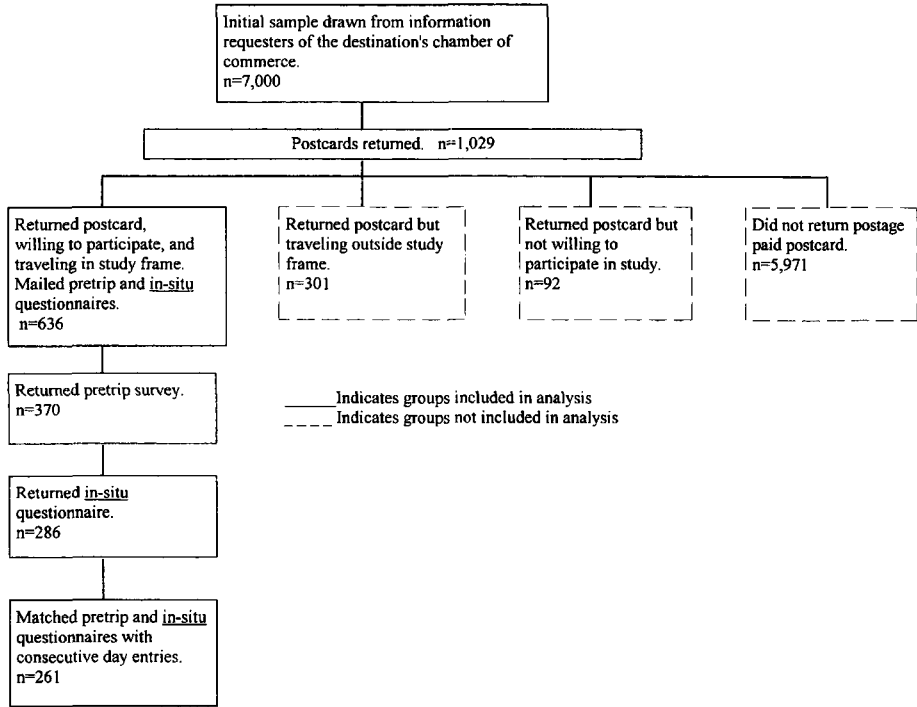 Initial sample drawn from information
requesters of the destination's chamber of
commerce.
n=7,000
Postcards returned. n=1,029
Returned postcard,
willing to participate, and
traveling in study frame.
Mailed pretrip and in-situ
questionnaires.
n=636
Returned postcard but
traveling outside study
frame.
n=301
Returned postcard but
not willing to
participate in study.
n=92
Did not return postage
paid postcard.
n=5,971
Returned pretrip survey.
n=370
Indicates groups included in analysis
Indicates groups not included in analysis
Returned in-situ
questionnaire.
n=286
Matched pretrip and in-situ
questionnaires with
consecutive day entries.
n=261